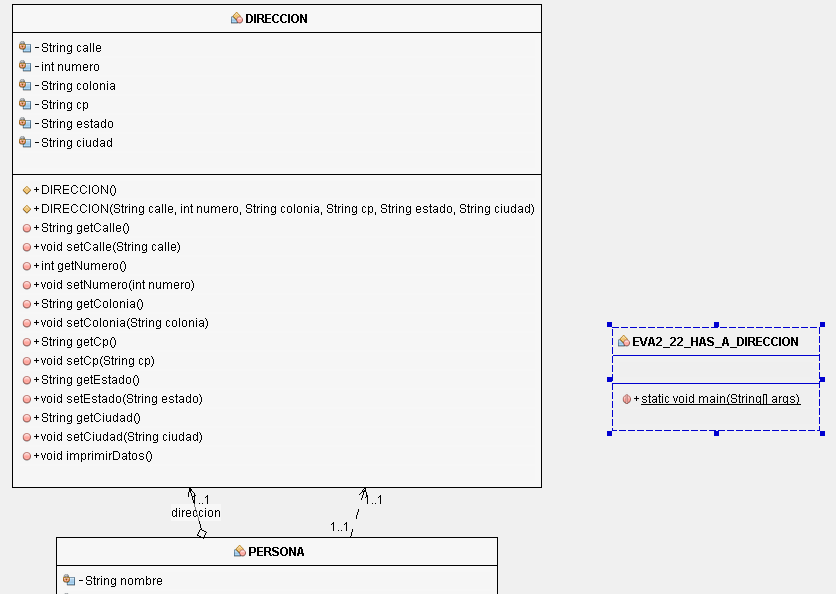 DIRECCION
- String calle
- int numero
- String colonia
- String cp
- String estado
- String ciudad
+ DIRECCION()
+ DIRECCION(String calle, int numero, String colonia, String cp, String estado, String ciudad)
+ String getCalle()
+ void setCalle(String calle)
+ int getNumero()
+ void setNumero(int numero)
+ String getColonia()
+ void setColonia(String colonia)
+ String getCp()
+ void setCp(String cp)
+ String getEstado()
+ void setEstado(String estado)
+ String getCiudad()
+ void setCiudad(String ciudad)
+ void imprimirDatos()
EVA2_22_HAS_A_DIRECCION
+ static void main(String[] args)
1..1
1..1
direccion
1..1
PERSONA
- String nombre